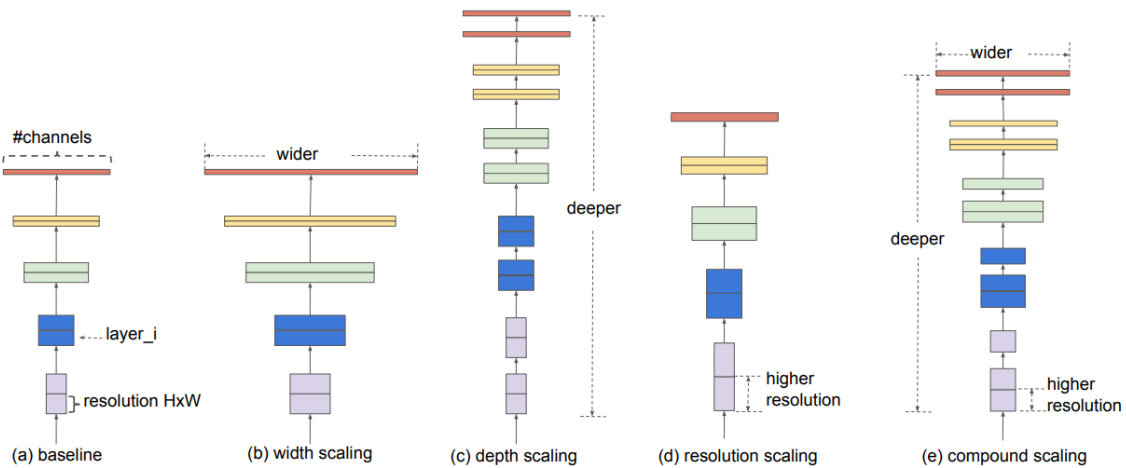 #channels
layer_i
resolution HxW
(a) baseline
wider
(b) width scaling
deeper
(c) depth scaling
higher
resolution
(d) resolution scaling
wider
deeper
higher
resolution
(e) compound scaling